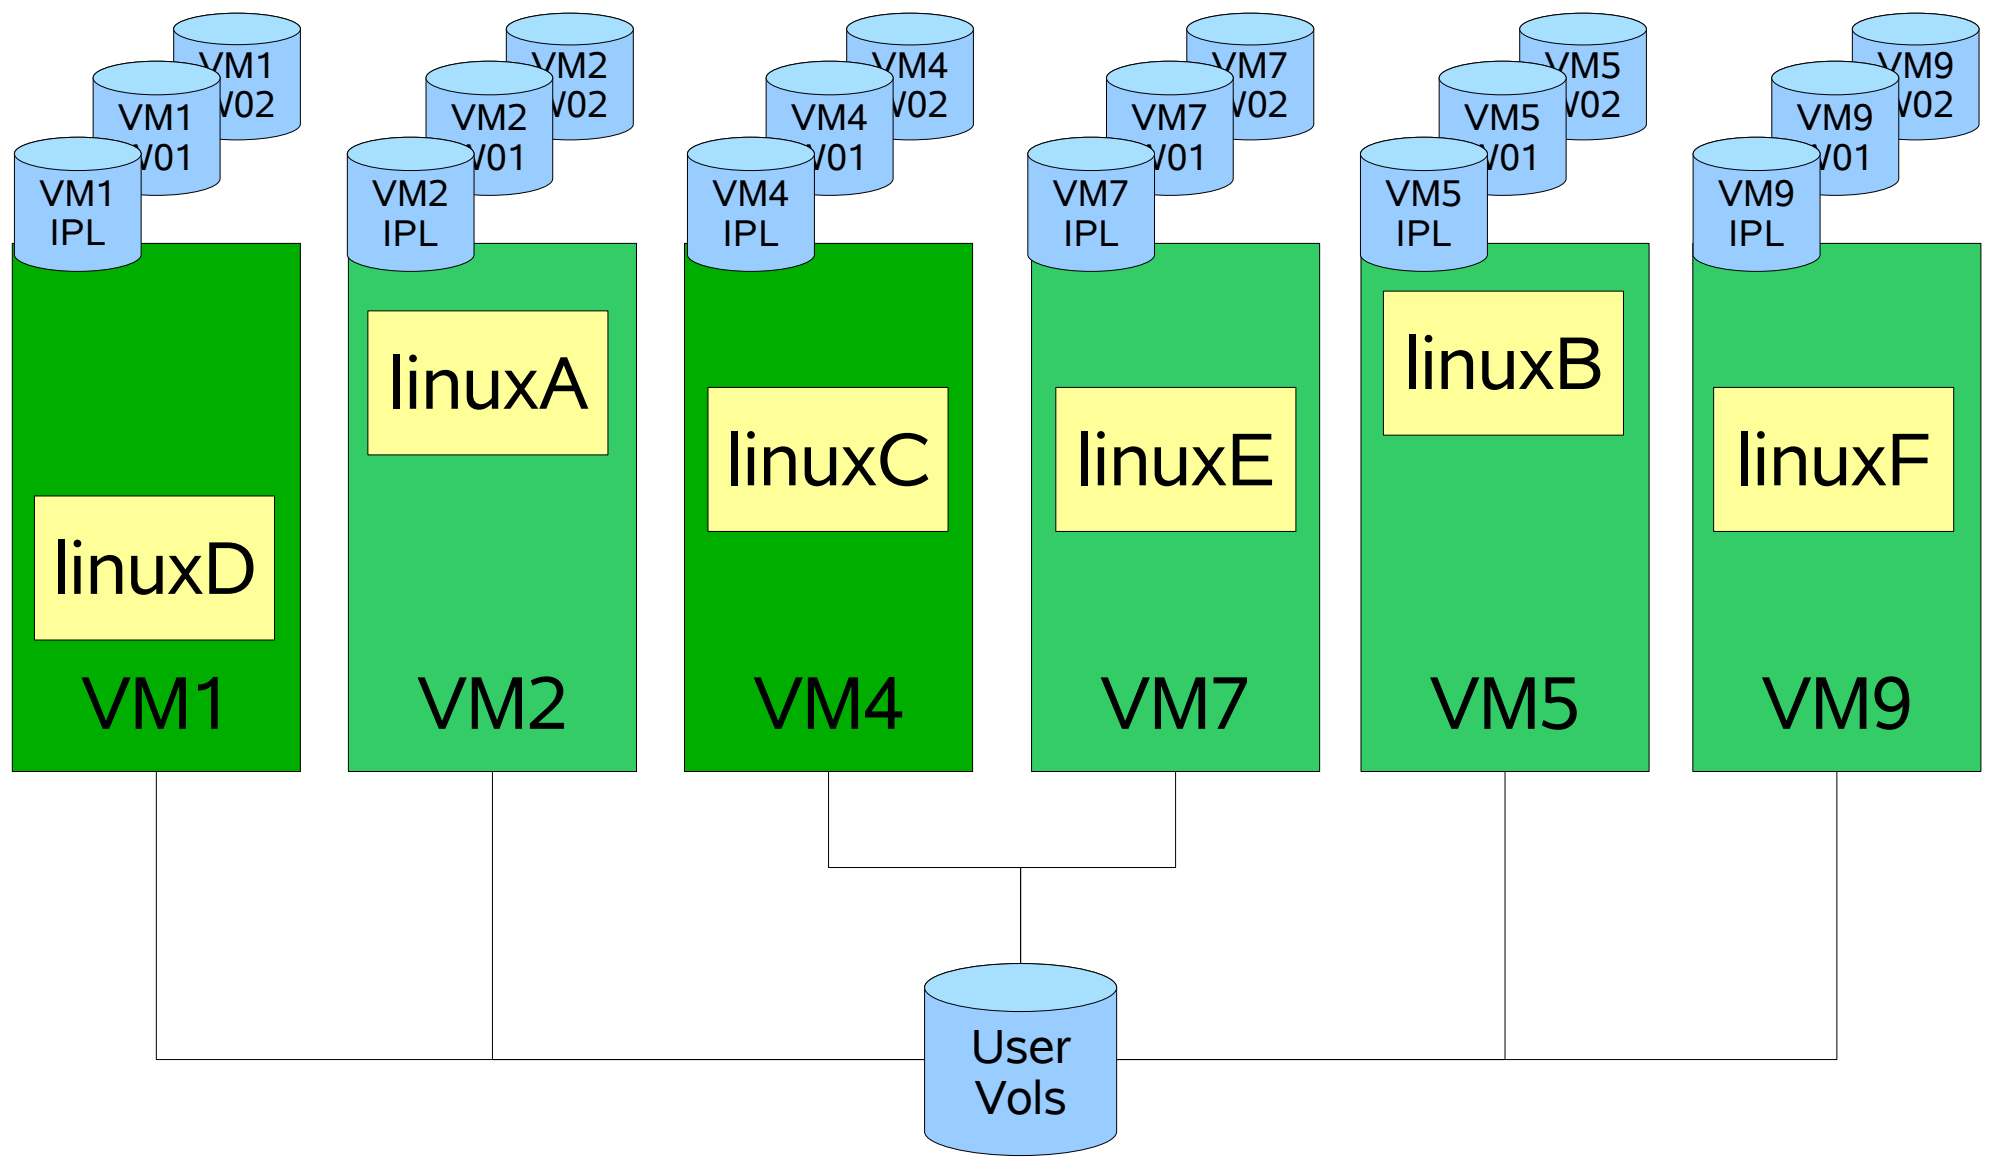 VM1
W02
VM1
W01
VM1
IPL
VM2
W02
VM2
W01
VM2
IPL
VM4
W02
VM4
W01
VM4
IPL
VM7
W02
VM7
W01
VM7
IPL
VM5
W02
VM5
W01
VM5
IPL
VM9
W02
VM9
W01
VM9
IPL
linuxD
VM1
linuxA
VM2
linuxC
VM4
linuxE
VM7
linuxB
VM5
linuxF
VM9
User
Vols